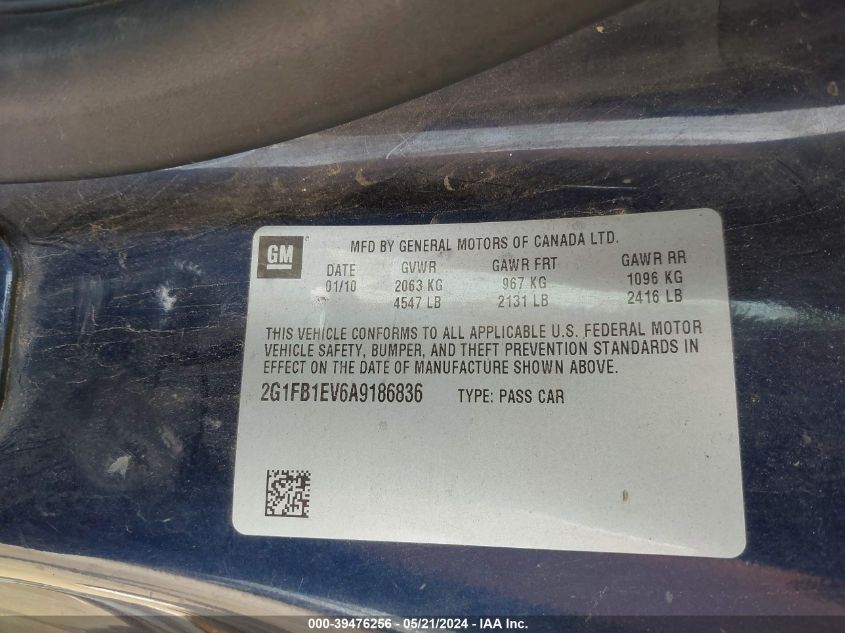 GM ®
MFD BY GENERAL MOTORS OF CANADA LTD.
DATE GVWR GAWR FRT GAWR RR
01/10 2063 KG 967 KG 1096 KG
4547 LB 2131 LB 2416 LB
THIS VEHICLE CONFORMS TO ALL APPLICABLE U.S. FEDERAL MOTOR
VEHICLE SAFETY, BUMPER, AND THEFT PREVENTION STANDARDS IN
EFFECT ON THE DATE OF MANUFACTURE SHOWN ABOVE.
2G1FB1EV6A9186836 TYPE: PASS CAR
000-39476256 - 05/21/2024 - IAA Inc.